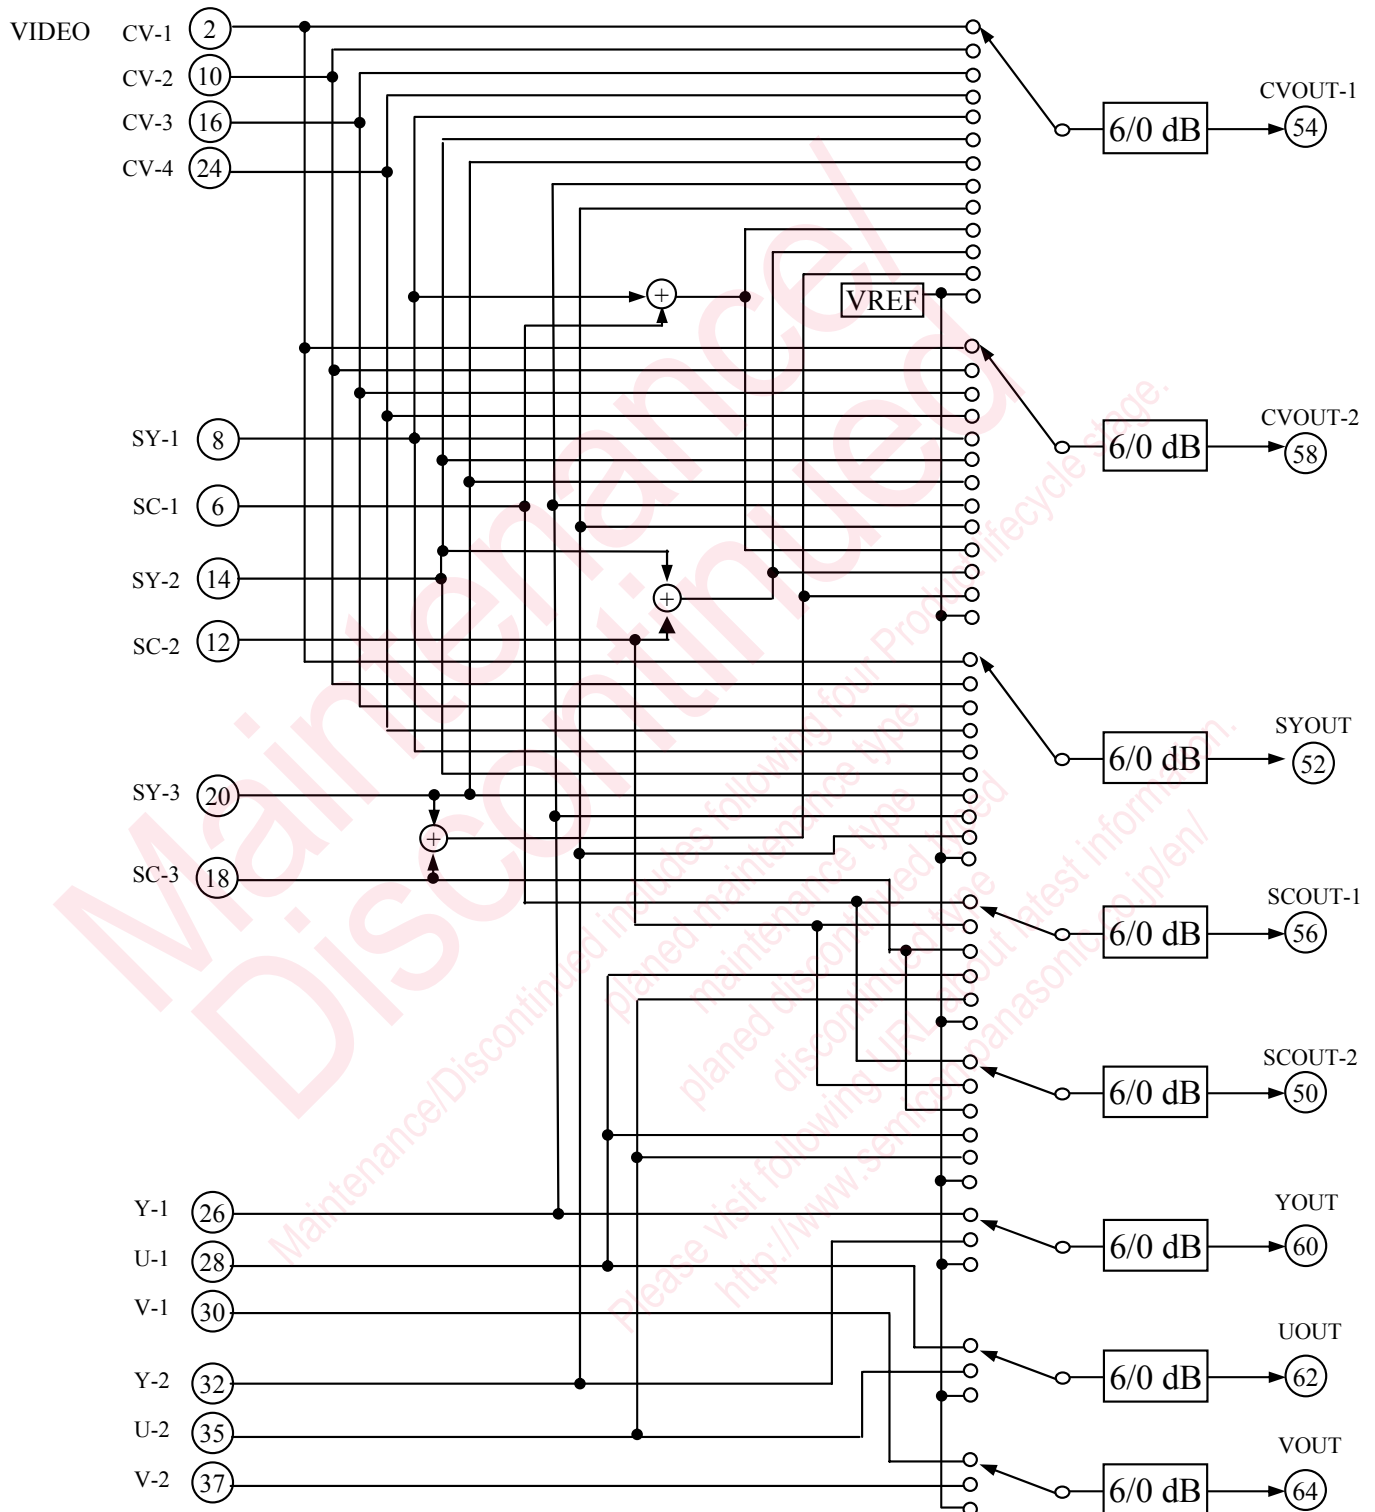 VIDEO CV-1 2
CV-2 10
CV-3 16
CV-4 24
CVOUT-1
6/0 dB 54
+
VREF
CVOUT-2
6/0 dB 58
SY-1 8
SC-1 6
SY-2 14
+
SC-2 12
SYOUT
6/0 dB 52
SY-3 20
+
SC-3 18
SCOUT-1
6/0 dB 56
SCOUT-2
6/0 dB 50
Y-1 26
YOUT
6/0 dB 60
U-1 28
V-1 30
UOUT
6/0 dB 62
Y-2 32
U-2 35
VOUT
6/0 dB 64
V-2 37
Maintenance/
Discontinued
Maintenance/Discontinued includes following four Product lifecycle stage.
planed maintenance type
maintenance type
planed discontinued typed
discontinued type
Please visit following URL about latest information.
http://www.semicon.panasonic.co.jp/en/